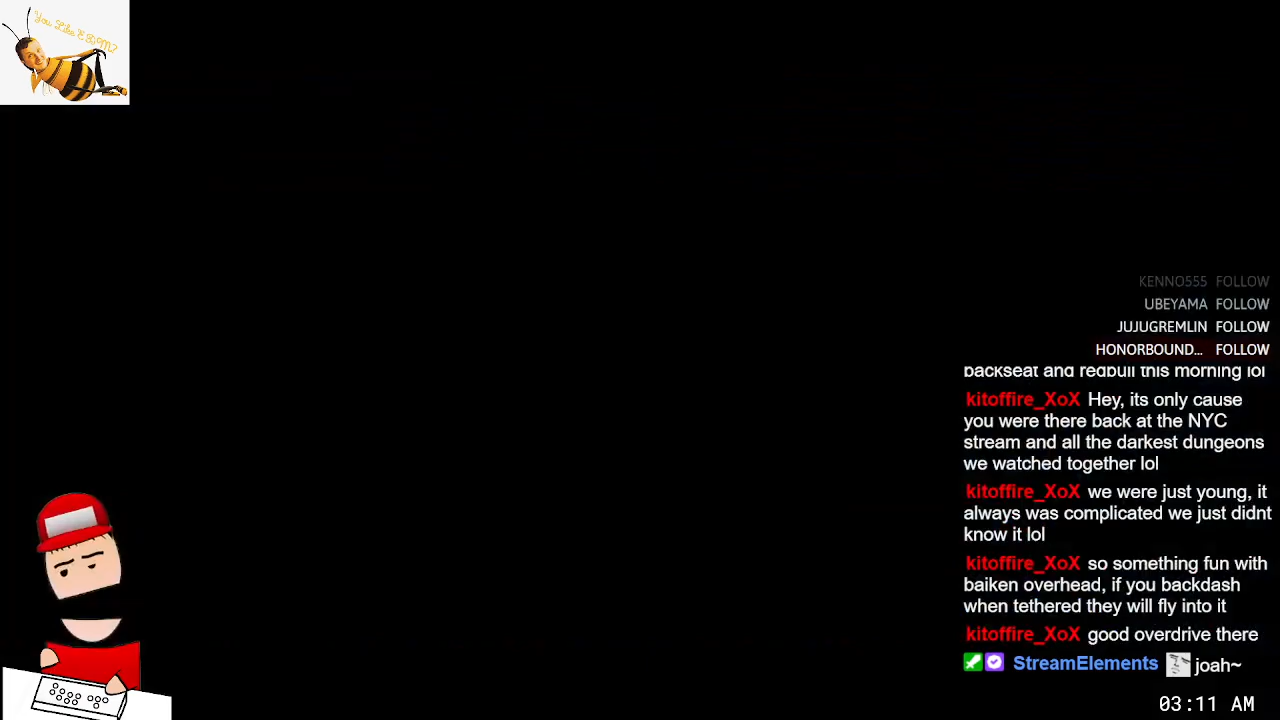 You Like EDM?
KENNO555 FOLLOW
UBEYAMA FOLLOW
JUJUGREMLIN FOLLOW
HONORBOUND... FOLLOW
backseat and redbull this morning lol
kitoffire_XoX Hey, its only cause
you were there back at the NYC
stream and all the darkest dungeons
we watched together lol
kitoffire_XoX we were just young, it
always was complicated we just didnt
know it lol
kitoffire_XoX so something fun with
baiken overhead, if you backdash
when tethered they will fly into it
kitoffire_XoX good overdrive there
StreamElements joah~
03:11 AM